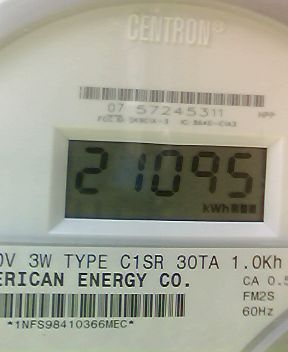 CENTRON®
07 57245311
21095
kWh
0V 3W TYPE C1SR 30TA 1.0Kh
ERICAN ENERGY CO. CA 0.5
FM2S
60Hz
*1NFS98410366MEC*